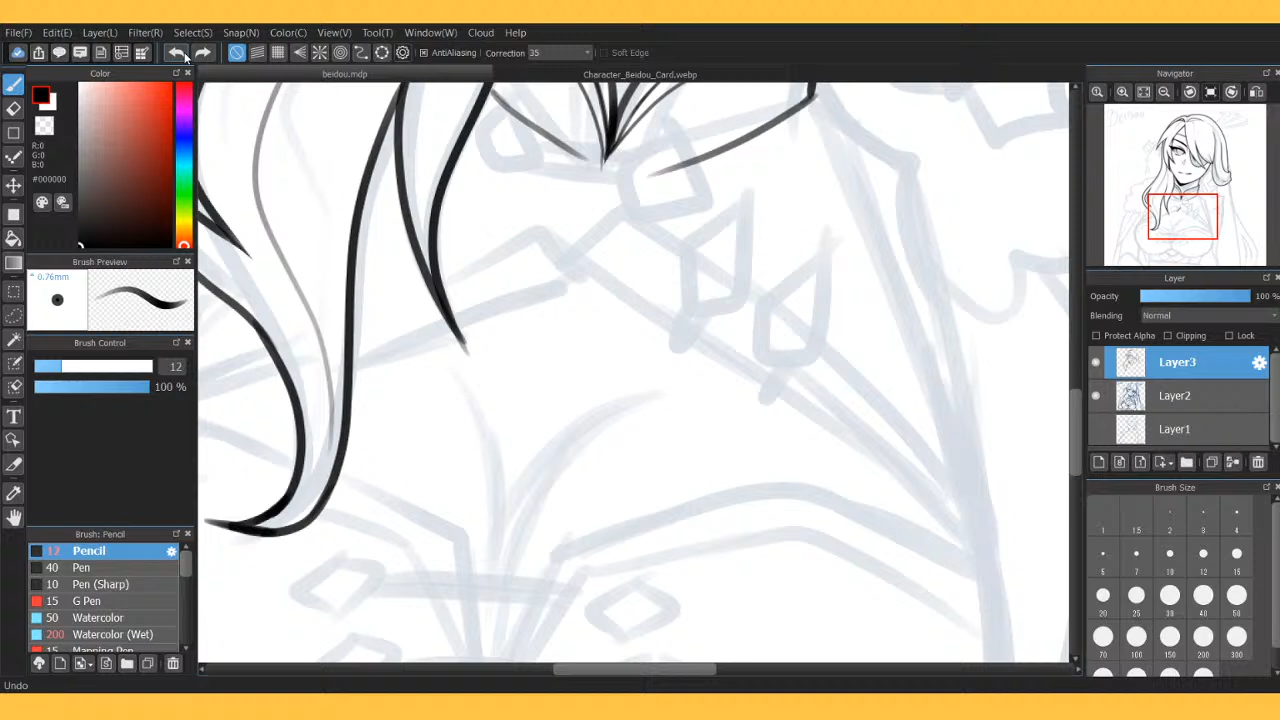 File(F) Edit(E) Layer(L) Filter(R) Select(S) Snap(N) Color(C) View(V) Tool(T) Window(W) Cloud Help
AntiAliasing Correction 35 Soft Edge
Color
beidou.mdp Character_Beidou_Card.webp
R:0
G:0
B:0
#000000
Brush Preview
* 0.76mm
Brush Control
12
100 %
Brush: Pencil
12 Pencil
40 Pen
10 Pen (Sharp)
15 G Pen
50 Watercolor
200 Watercolor (Wet)
15 Mapping Pen
Undo
Navigator
Layer
Opacity 100 %
Blending Normal
Protect Alpha Clipping Lock
Layer3
Layer2
Layer1
Brush Size
1 1.5 2 3 4
5 7 10 12 15
20 25 30 40 50
70 100 150 200 300
T